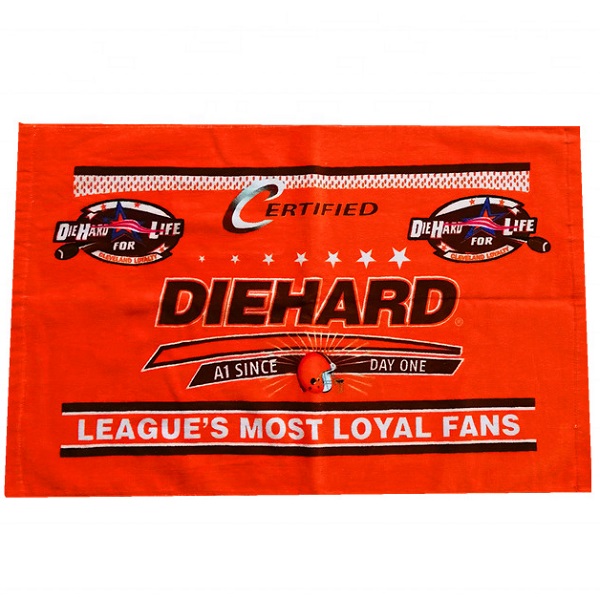 CERTIFIED
DIEHARD LIFE
FOR
CLEVELAND LOYALTY
DIEHARD LIFE
FOR
CLEVELAND LOYALTY
DIEHARD®
A1 SINCE DAY ONE
LEAGUE'S MOST LOYAL FANS